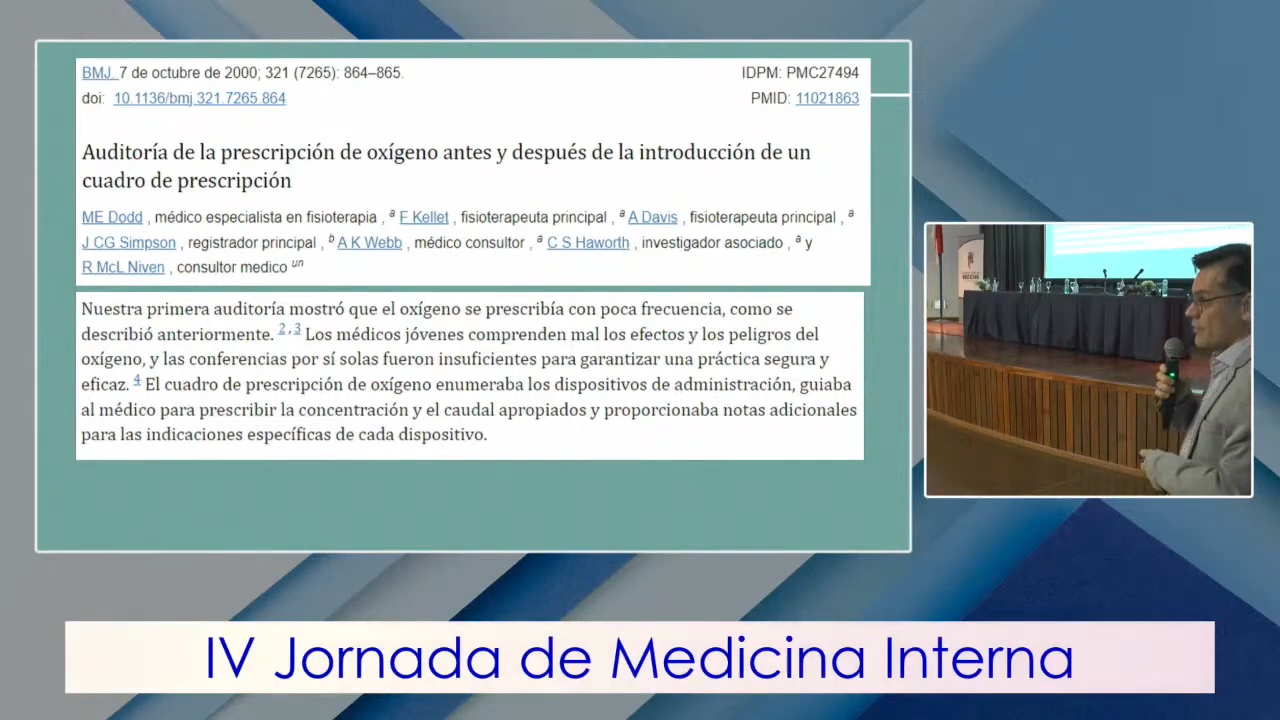 BMJ. 7 de octubre de 2000; 321 (7265): 864–865.
IDPM: PMC27494
doi: 10.1136/bmj.321.7265.864
PMID: 11021863
Auditoría de la prescripción de oxígeno antes y después de la introducción de un
cuadro de prescripción
ME Dodd , médico especialista en fisioterapia , a F Kellet , fisioterapeuta principal , a A Davis , fisioterapeuta principal , a
J CG Simpson , registrador principal , b A K Webb , médico consultor , a C S Haworth , investigador asociado , a y
R McL Niven , consultor medico un
Nuestra primera auditoría mostró que el oxígeno se prescribía con poca frecuencia, como se
describió anteriormente. 2 , 3 Los médicos jóvenes comprenden mal los efectos y los peligros del
oxígeno, y las conferencias por sí solas fueron insuficientes para garantizar una práctica segura y
eficaz. 4 El cuadro de prescripción de oxígeno enumeraba los dispositivos de administración, guiaba
al médico para prescribir la concentración y el caudal apropiados y proporcionaba notas adicionales
para las indicaciones específicas de cada dispositivo.
MEDICINA
IV Jornada de Medicina Interna